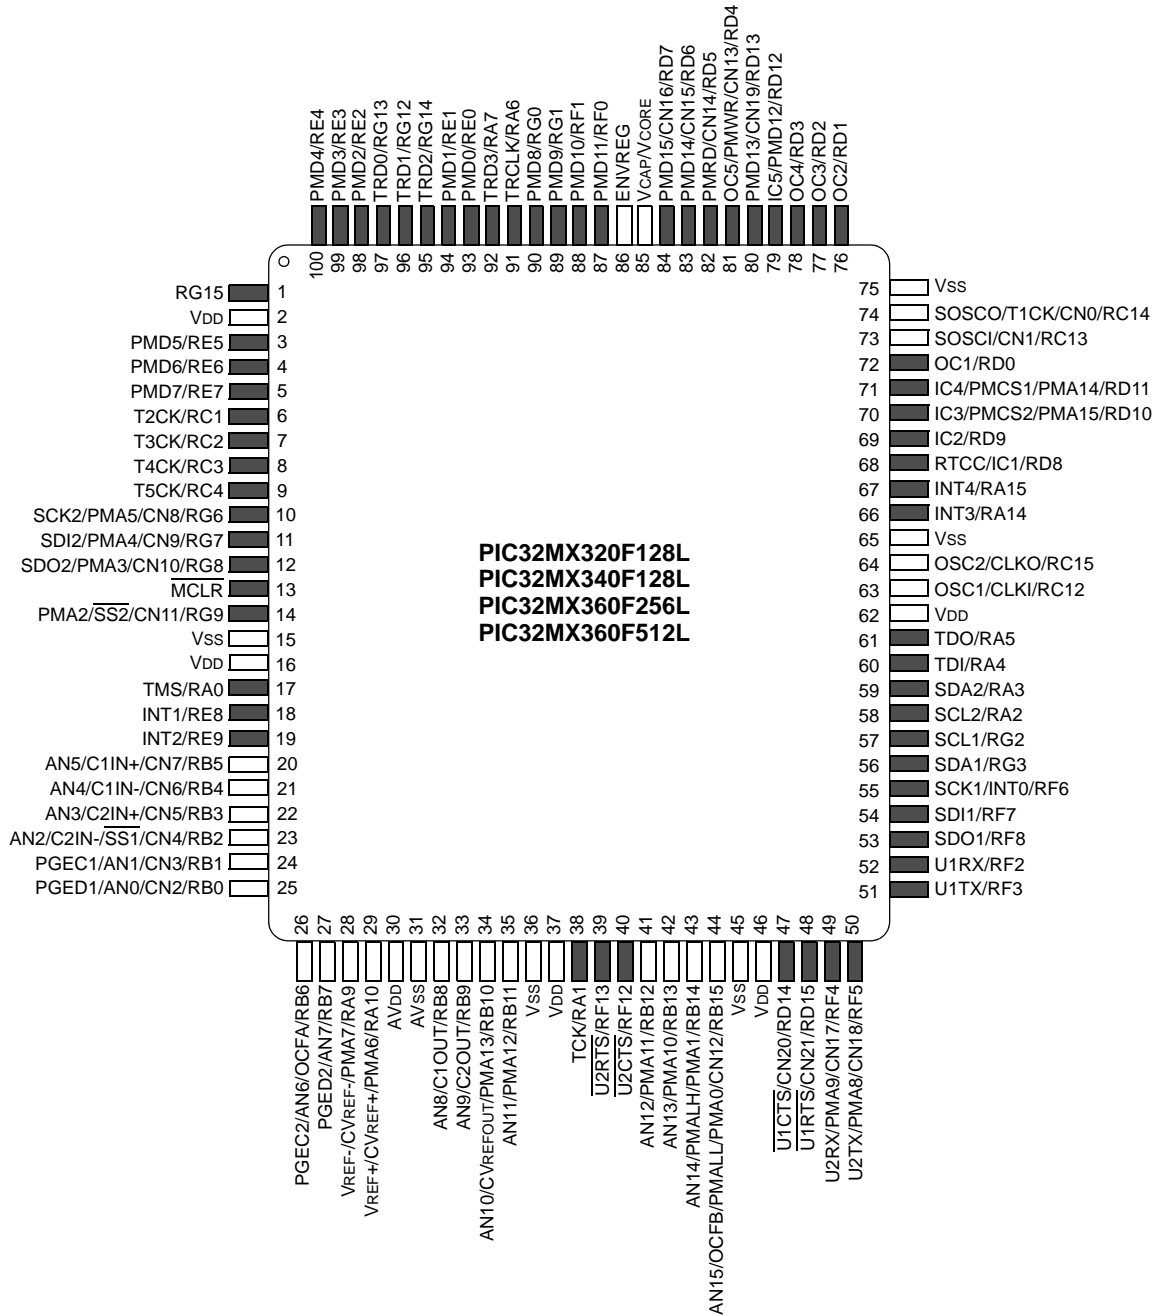 PMD4/RE4
PMD3/RE3
PMD2/RE2
TRD0/RG13
TRD1/RG12
TRD2/RG14
PMD1/RE1
PMD0/RE0
TRD3/RA7
TRCLK/RA6
PMD8/RG0
PMD9/RG1
PMD10/RF1
PMD11/RF0
ENVREG
VCAP/VCORE
PMD15/CN16/RD7
PMD14/CN15/RD6
PMRD/CN14/RD5
OC5/PMWR/CN13/RD4
PMD13/CN19/RD13
IC5/PMD12/RD12
OC4/RD3
OC3/RD2
OC2/RD1
100
99
98
97
96
95
94
93
92
91
90
89
88
87
86
85
84
83
82
81
80
79
78
77
76
RG15 1
VDD 2
PMD5/RE5 3
PMD6/RE6 4
PMD7/RE7 5
T2CK/RC1 6
T3CK/RC2 7
T4CK/RC3 8
T5CK/RC4 9
SCK2/PMA5/CN8/RG6 10
SDI2/PMA4/CN9/RG7 11
SDO2/PMA3/CN10/RG8 12
MCLR 13
PMA2/SS2/CN11/RG9 14
VSS 15
VDD 16
TMS/RA0 17
INT1/RE8 18
INT2/RE9 19
AN5/C1IN+/CN7/RB5 20
AN4/C1IN-/CN6/RB4 21
AN3/C2IN+/CN5/RB3 22
AN2/C2IN-/SS1/CN4/RB2 23
PGEC1/AN1/CN3/RB1 24
PGED1/AN0/CN2/RB0 25
PIC32MX320F128L
PIC32MX340F128L
PIC32MX360F256L
PIC32MX360F512L
75 VSS
74 SOSCO/T1CK/CN0/RC14
73 SOSCI/CN1/RC13
72 OC1/RD0
71 IC4/PMCS1/PMA14/RD11
70 IC3/PMCS2/PMA15/RD10
69 IC2/RD9
68 RTCC/IC1/RD8
67 INT4/RA15
66 INT3/RA14
65 VSS
64 OSC2/CLKO/RC15
63 OSC1/CLKI/RC12
62 VDD
61 TDO/RA5
60 TDI/RA4
59 SDA2/RA3
58 SCL2/RA2
57 SCL1/RG2
56 SDA1/RG3
55 SCK1/INT0/RF6
54 SDI1/RF7
53 SDO1/RF8
52 U1RX/RF2
51 U1TX/RF3
26
27
28
29
30
31
32
33
34
35
36
37
38
39
40
41
42
43
44
45
46
47
48
49
50
PGEC2/AN6/OCFA/RB6
PGED2/AN7/RB7
VREF-/CVREF-/PMA7/RA9
VREF+/CVREF+/PMA6/RA10
AVDD
AVSS
AN8/C1OUT/RB8
AN9/C2OUT/RB9
AN10/CVREFOUT/PMA13/RB10
AN11/PMA12/RB11
VSS
VDD
TCK/RA1
U2RTS/RF13
U2CTS/RF12
AN12/PMA11/RB12
AN13/PMA10/RB13
AN14/PMALH/PMA1/RB14
AN15/OCFB/PMALL/PMA0/CN12/RB15
VSS
VDD
U1CTS/CN20/RD14
U1RTS/CN21/RD15
U2RX/PMA9/CN17/RF4
U2TX/PMA8/CN18/RF5